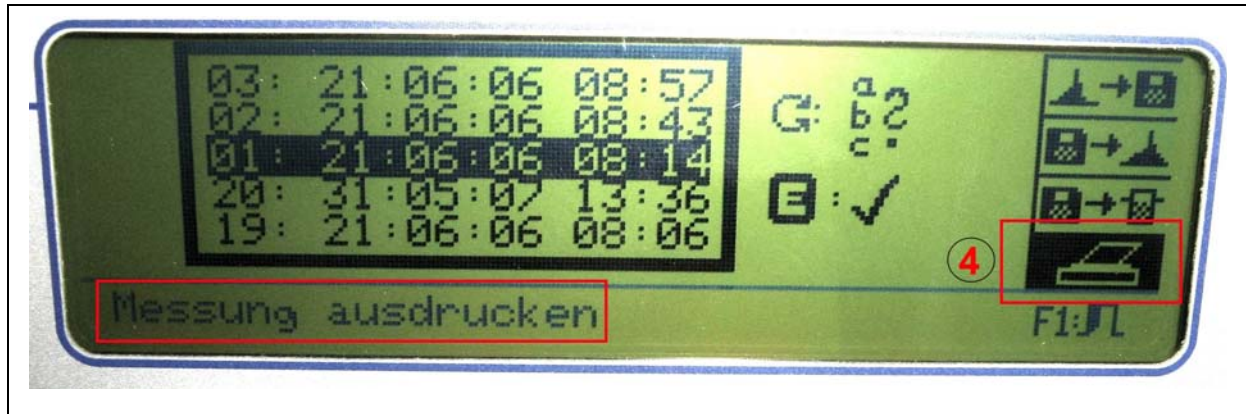 03: 21:06:06 08:57
02: 21:06:06 08:43
01: 21:06:06 08:14
20: 31:05:07 13:36
19: 21:06:06 08:06
a
b ?
c
E : ✓
4
Messung ausdrucken
F1: